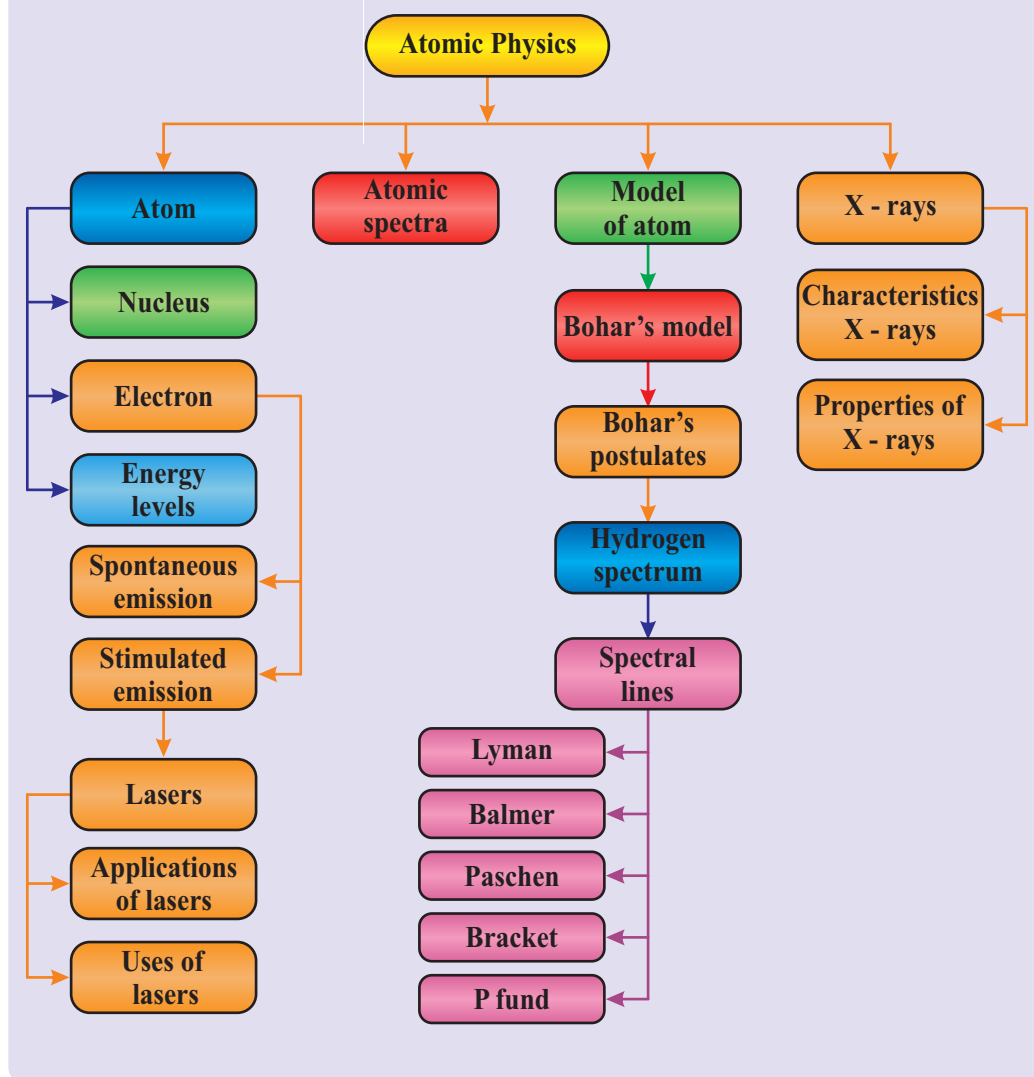 Atomic Physics
Atom
Nucleus
Electron
Energy
levels
Spontaneous
emission
Stimulated
emission
Lasers
Applications
of lasers
Uses of
lasers
Atomic
spectra
Model
of atom
Bohar's model
Bohar's
postulates
Hydrogen
spectrum
Spectral
lines
Lyman
Balmer
Paschen
Bracket
P fund
X - rays
Characteristics
X - rays
Properties of
X - rays